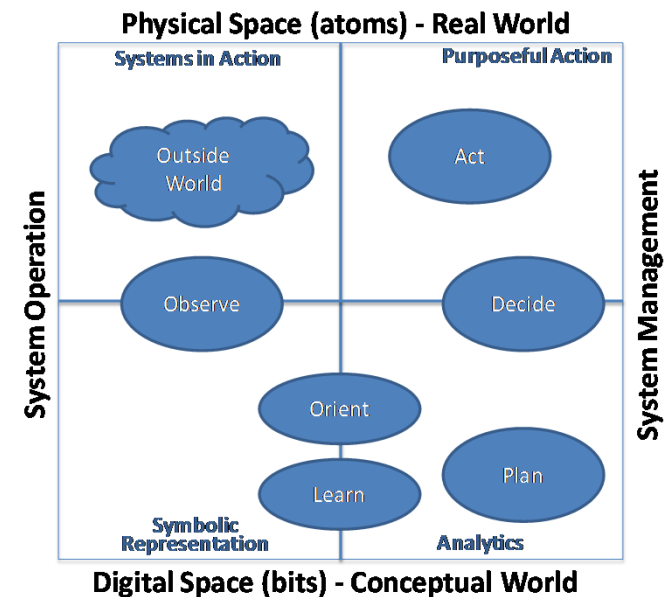 Physical Space (atoms) - Real World
Systems in Action
Purposeful Action
Outside
World
Act
System Operation
System Management
Observe
Decide
Orient
Learn
Plan
Symbolic
Representation
Analytics
Digital Space (bits) - Conceptual World